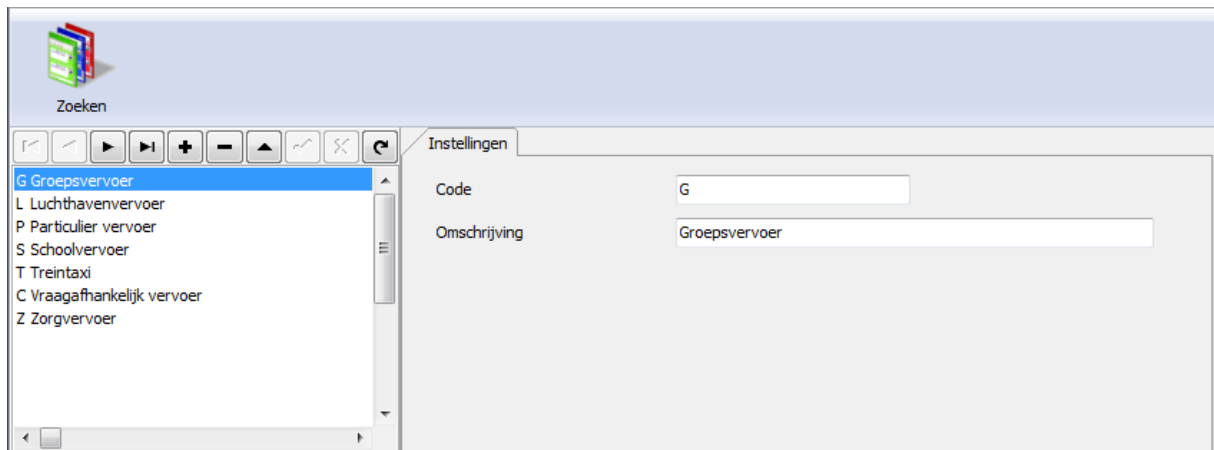 Zoeken
Instellingen
G Groepsvervoer
L Luchthavenvervoer
P Particulier vervoer
S Schoolvervoer
T Treintaxi
C Vraagafhankelijk vervoer
Z Zorgvervoer
Code G
Omschrijving Groepsvervoer